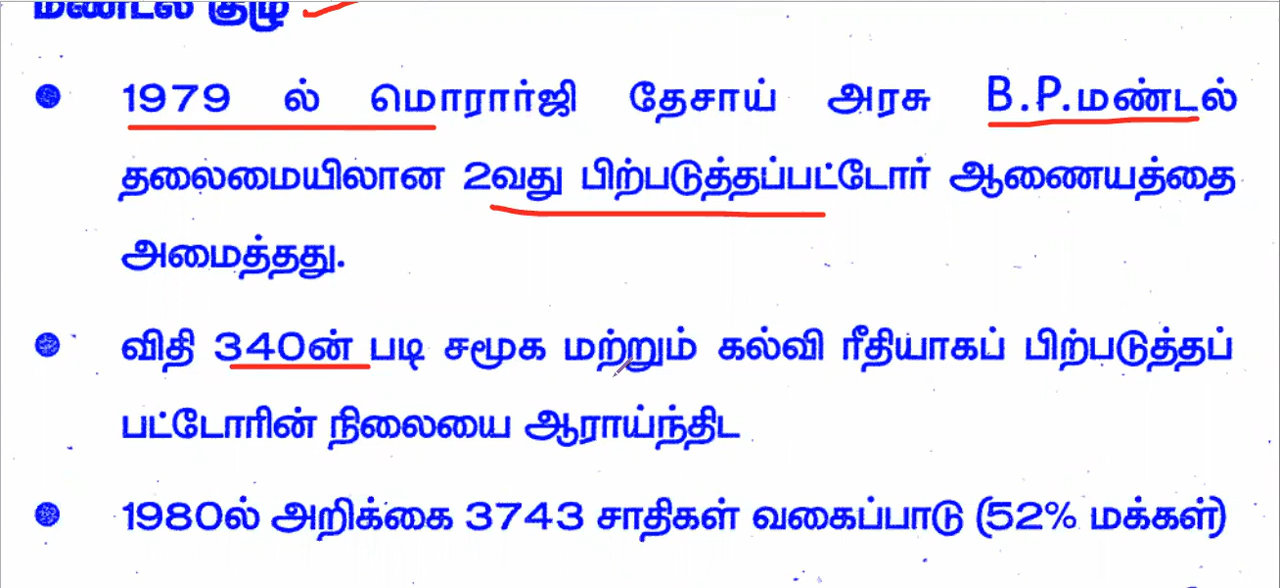 மண்டல் குழு
1979 ல் மொரார்ஜி தேசாய் அரசு B.P.மண்டல்
தலைமையிலான 2வது பிற்படுத்தப்பட்டோர் ஆணையத்தை
அமைத்தது.
விதி 340ன் படி சமூக மற்றும் கல்வி ரீதியாகப் பிற்படுத்தப்
பட்டோரின் நிலையை ஆராய்ந்திட
1980ல் அறிக்கை 3743 சாதிகள் வகைப்பாடு (52% மக்கள்)